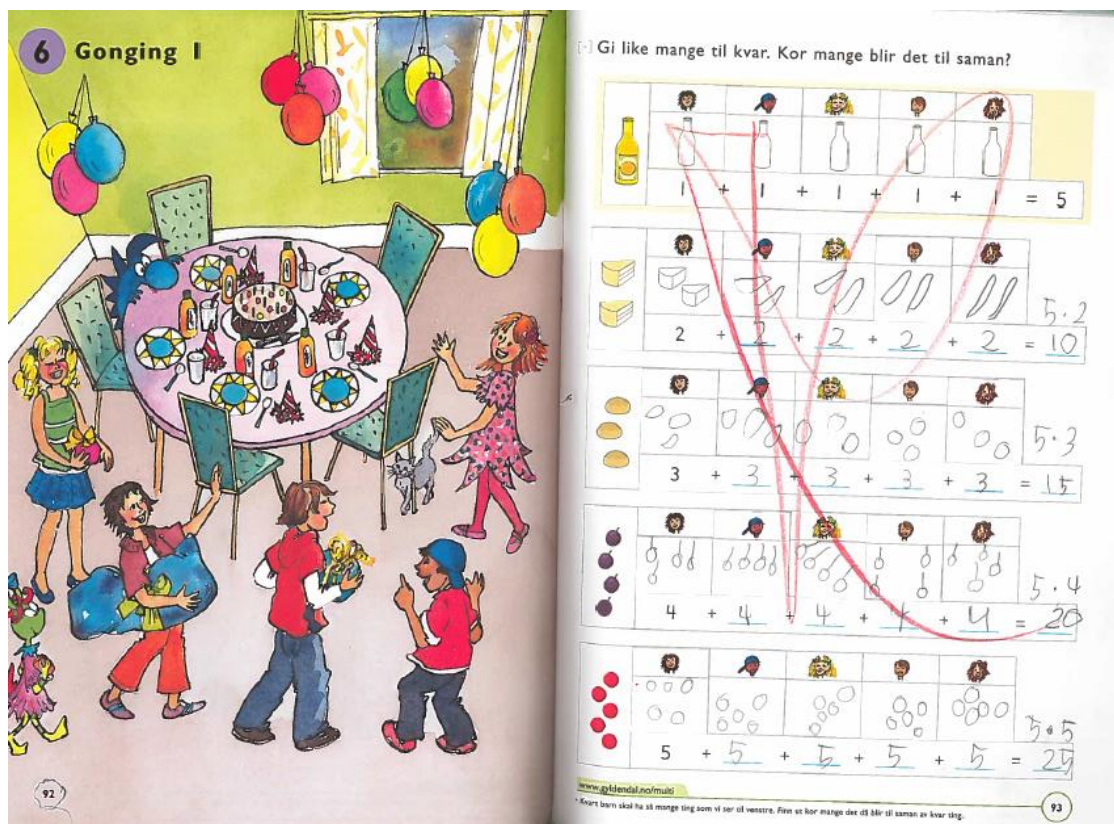 6 Gonging 1
92
Gi like mange til kvar. Kor mange blir det til saman?
1 + 1 + 1 + 1 + 1 = 5
5·2
2 + 2 + 2 + 2 + 2 = 10
5·3
3 + 3 + 3 + 3 + 3 = 15
5·4
4 + 4 + 4 + 4 + 4 = 20
5·5
5 + 5 + 5 + 5 + 5 = 25
www.gyldendal.no/multi
* Kvart barn skal ha så mange ting som vi ser til venstre. Finn ut kor mange det då blir til saman av kvar ting.
93